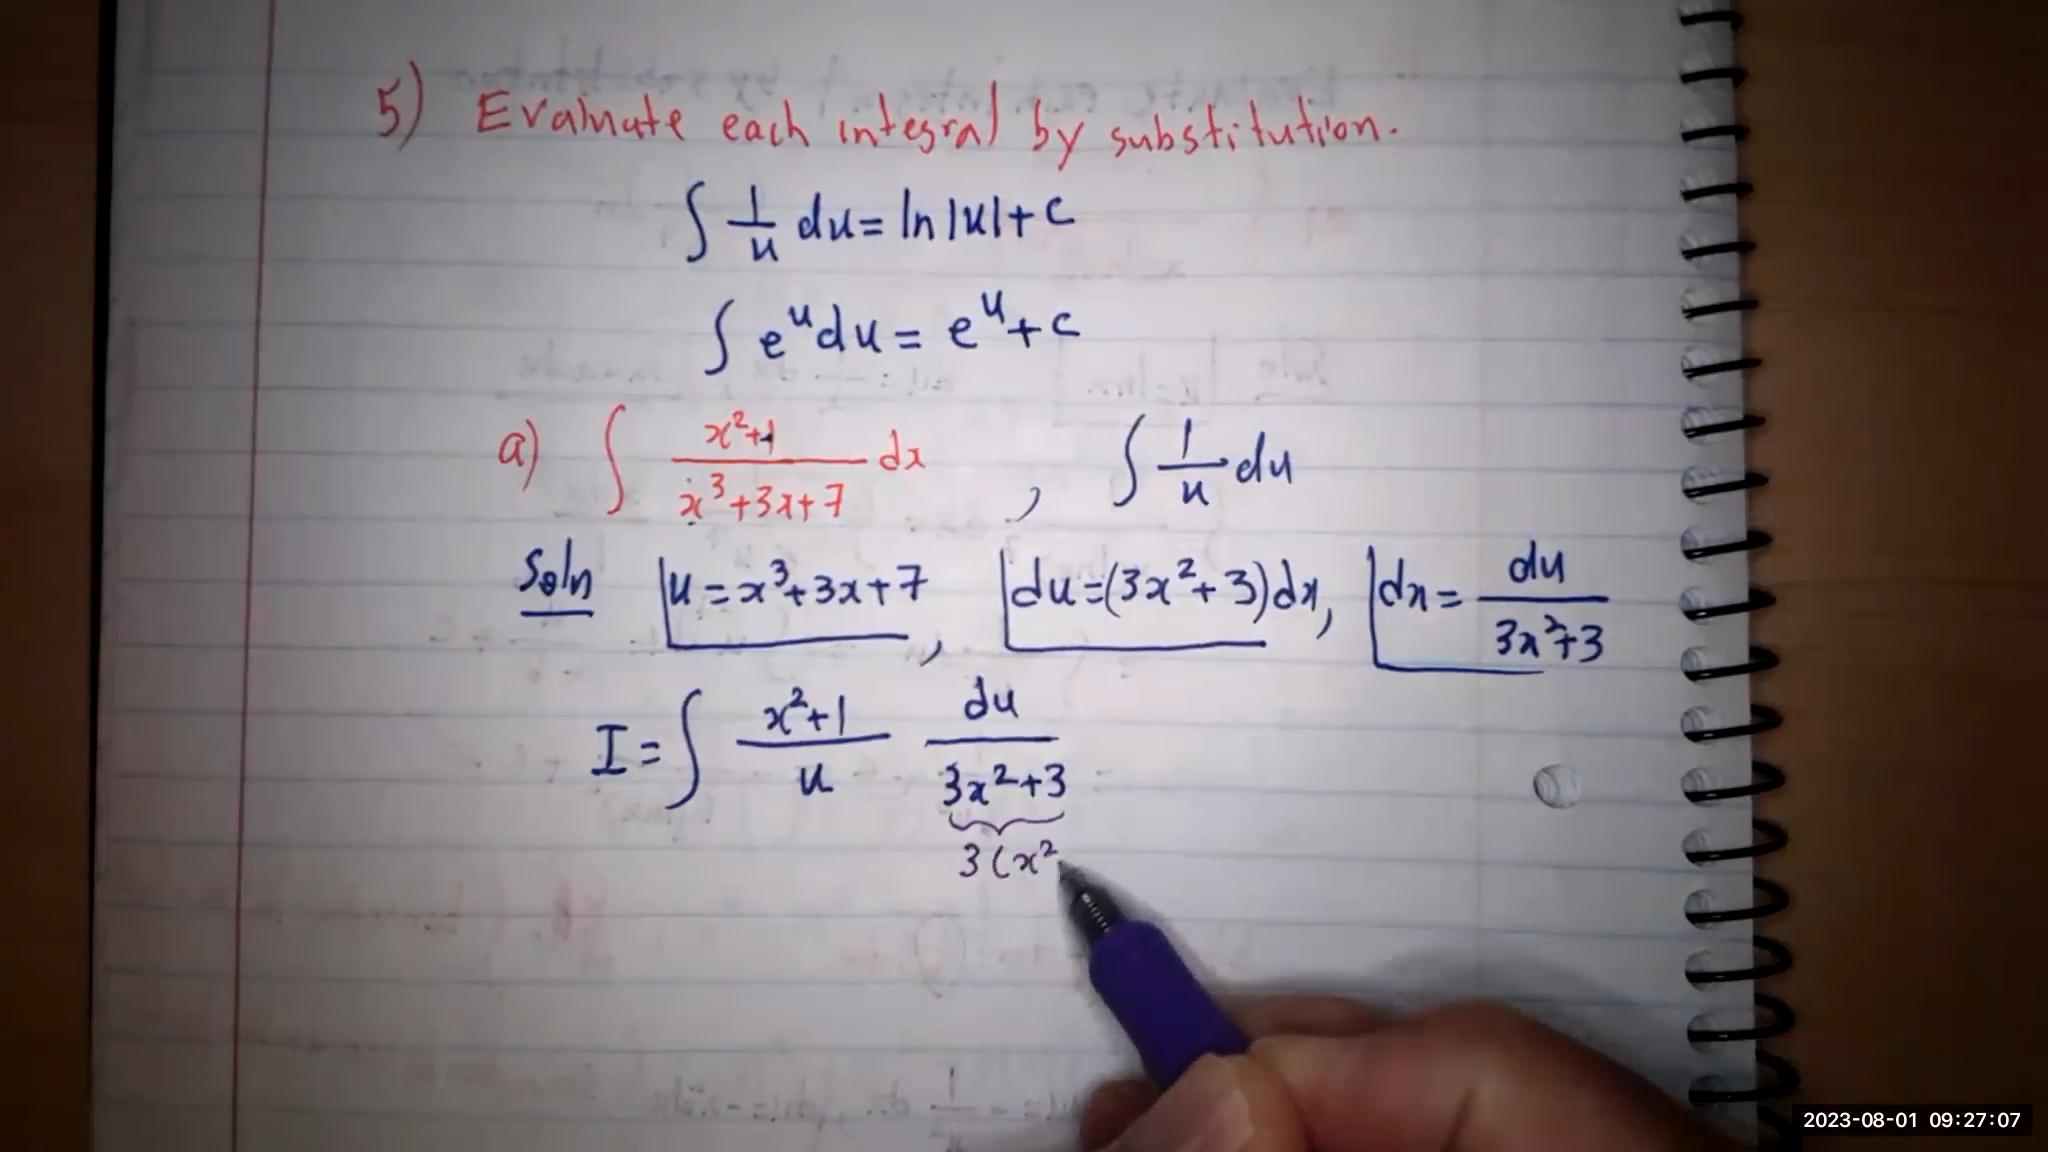 5) Evaluate each integral by substitution.
∫ 1/u du = ln|u| + c
∫ e^u du = e^u + c
a) ∫ x²+1 / x³+3x+7 dx , ∫ 1/u du
Soln u = x³+3x+7 , du = (3x²+3)dx , dx = du / 3x²+3
I = ∫ x²+1 / u du / 3x²+3
3(x²
2023-08-01 09:27:07